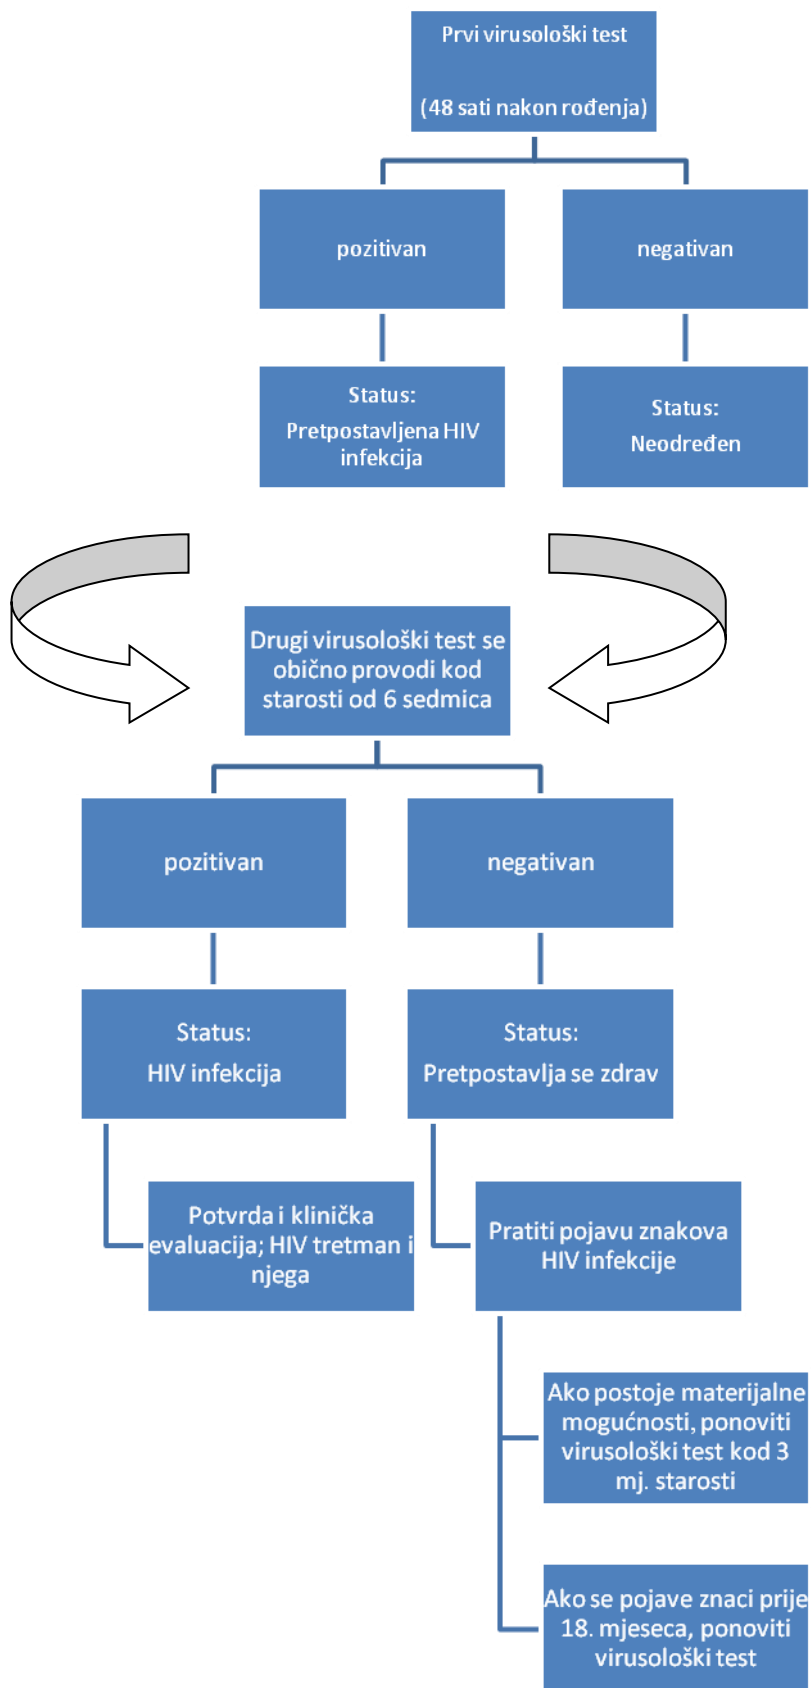 Prvi virusološki test
(48 sati nakon rođenja)
pozitivan
negativan
Status:
Pretpostavljena HIV
infekcija
Status:
Neodređen
Drugi virusološki test se
obično provodi kod
starosti od 6 sedmica
pozitivan
negativan
Status:
HIV infekcija
Status:
Pretpostavlja se zdrav
Potvrda i klinička
evaluacija; HIV tretman i
njega
Pratiti pojavu znakova
HIV infekcije
Ako postoje materijalne
mogućnosti, ponoviti
virusološki test kod 3
mj. starosti
Ako se pojave znaci prije
18. mjeseca, ponoviti
virusološki test